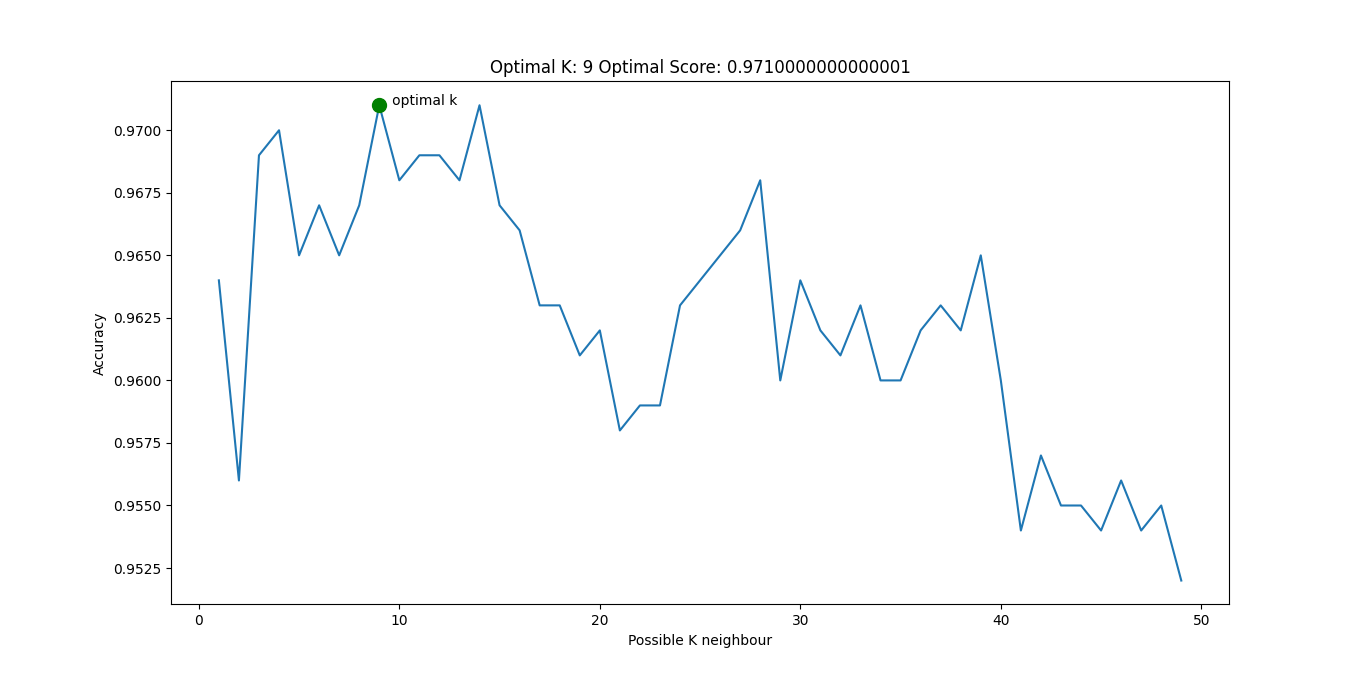 Optimal K: 9 Optimal Score: 0.9710000000000001
optimal k
0.9700
0.9675
0.9650
0.9625
0.9600
0.9575
0.9550
0.9525
Accuracy
0 10 20 30 40 50
Possible K neighbour